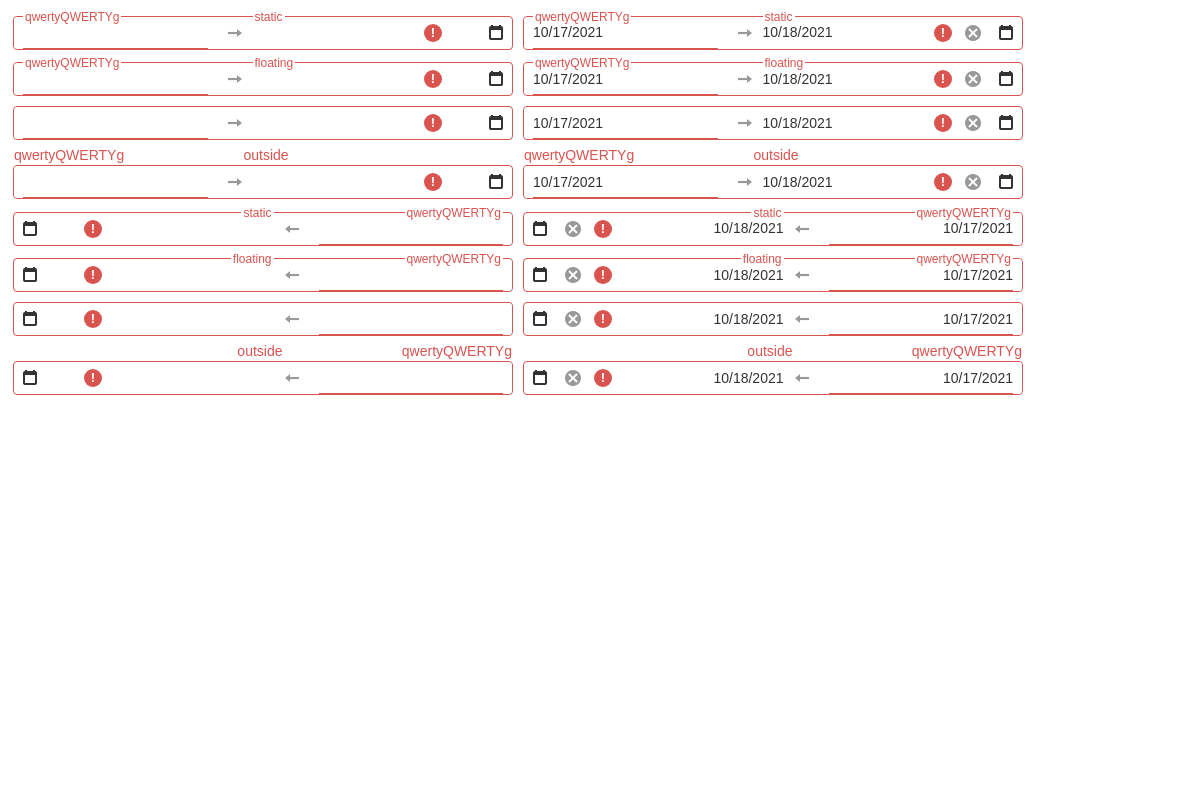 qwertyQWERTYg static qwertyQWERTYg static
10/17/2021 10/18/2021
qwertyQWERTYg floating qwertyQWERTYg floating
10/17/2021 10/18/2021
10/17/2021 10/18/2021
qwertyQWERTYg outside qwertyQWERTYg outside
10/17/2021 10/18/2021
static qwertyQWERTYg static qwertyQWERTYg
10/18/2021 10/17/2021
floating qwertyQWERTYg floating qwertyQWERTYg
10/18/2021 10/17/2021
10/18/2021 10/17/2021
outside qwertyQWERTYg outside qwertyQWERTYg
10/18/2021 10/17/2021